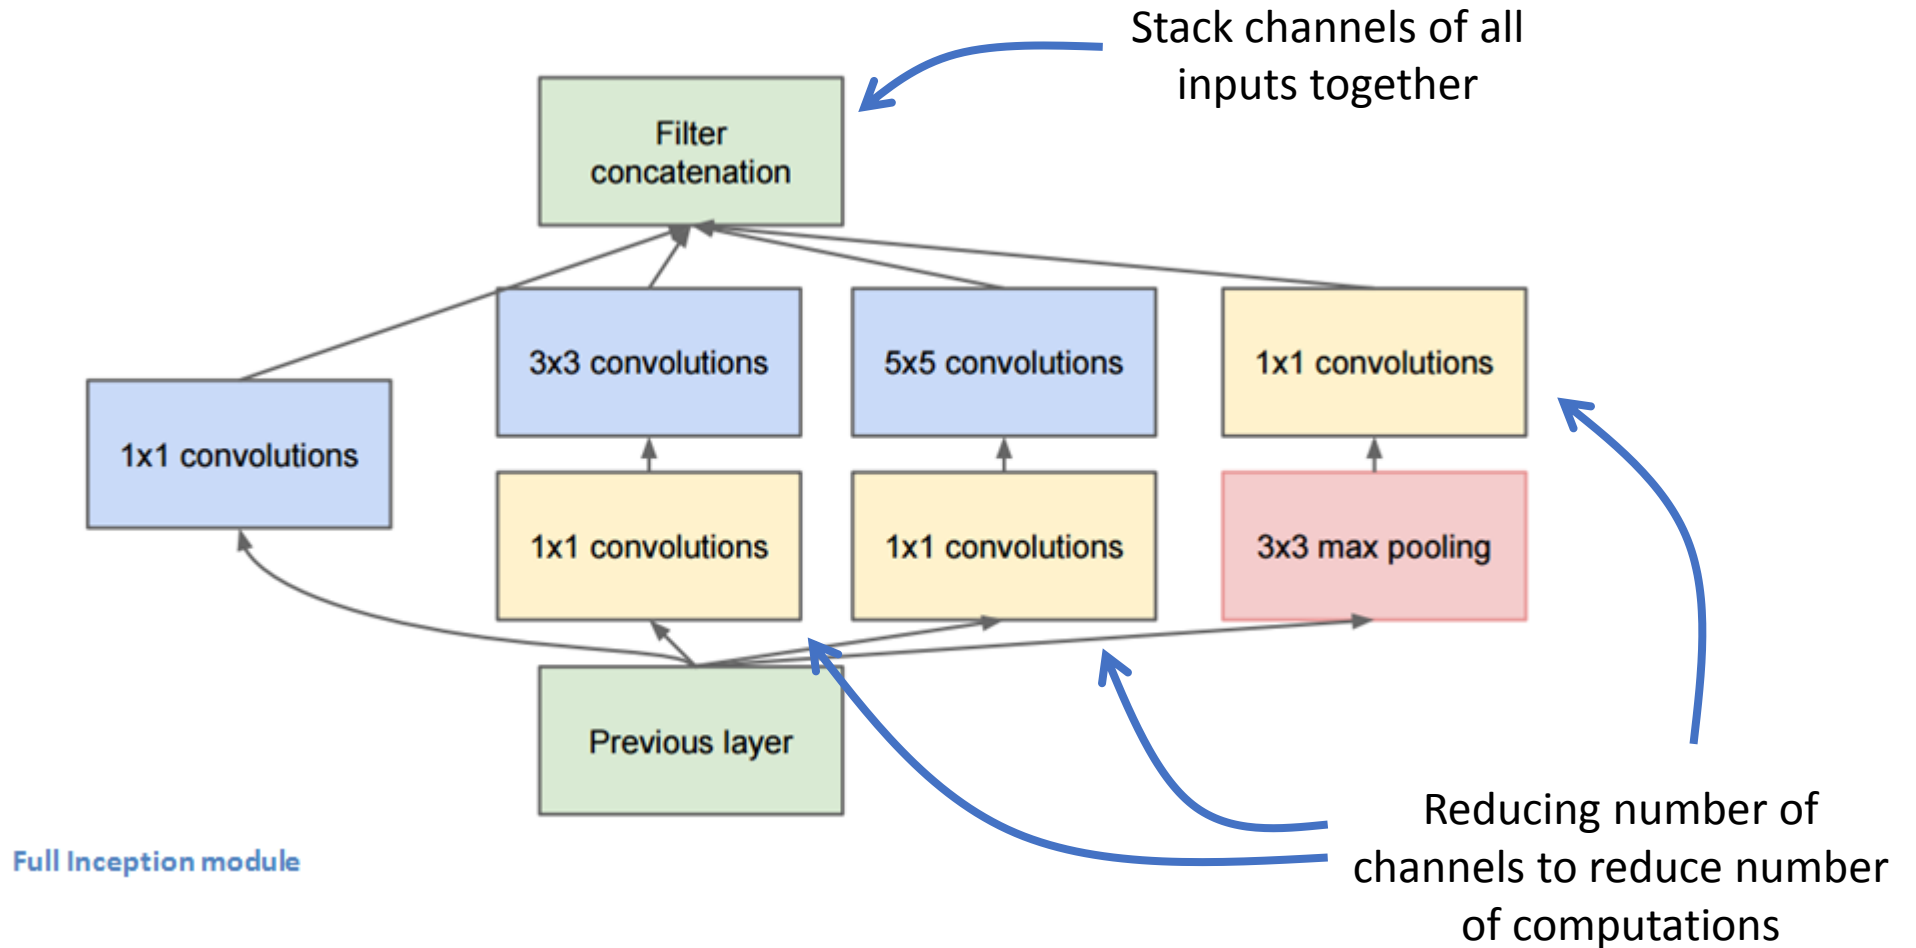 Stack channels of all
inputs together
Filter
concatenation
3x3 convolutions
5x5 convolutions
1x1 convolutions
1x1 convolutions
1x1 convolutions
1x1 convolutions
3x3 max pooling
Previous layer
Reducing number of
channels to reduce number
of computations
Full Inception module